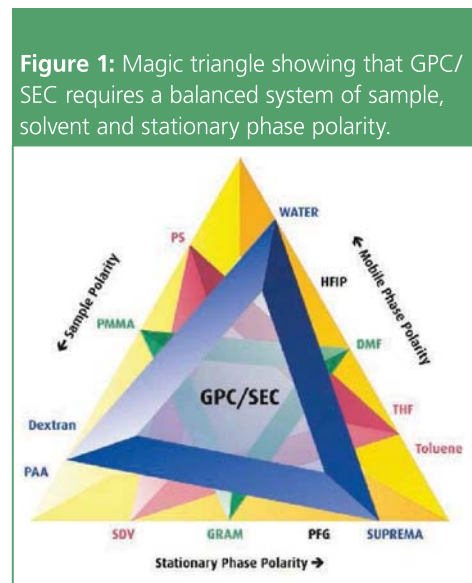 Figure 1: Magic triangle showing that GPC/
SEC requires a balanced system of sample,
solvent and stationary phase polarity.
WATER
PS
HFIP
← Sample Polarity
← Mobile Phase Polarity
PMMA
DMF
GPC/SEC
THF
Dextran
Toluene
PAA
SDV
GRAM
PFG
SUPREMA
Stationary Phase Polarity →